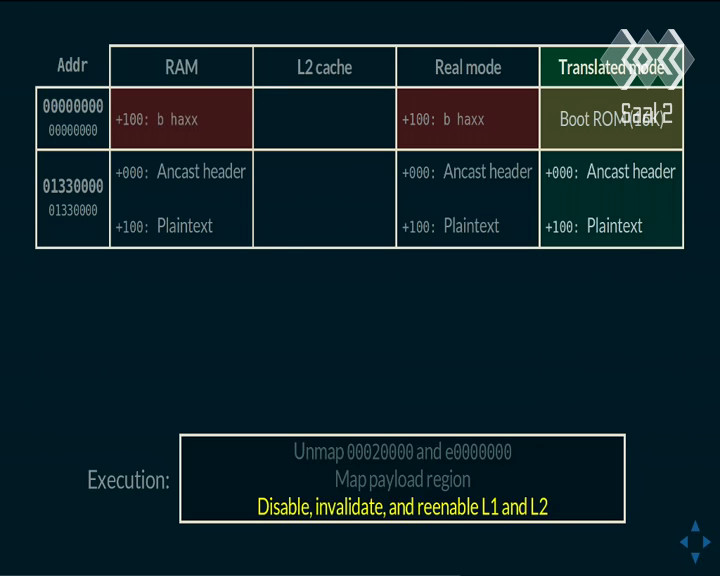 Addr RAM L2 cache Real mode Translated mode
00000000 +100: b haxx +100: b haxx Boot ROM (16K)
00000000
Saal 2
01330000 +000: Ancast header +000: Ancast header +000: Ancast header
01330000 +100: Plaintext +100: Plaintext +100: Plaintext
Execution:
Unmap 00020000 and e0000000
Map payload region
Disable, invalidate, and reenable L1 and L2